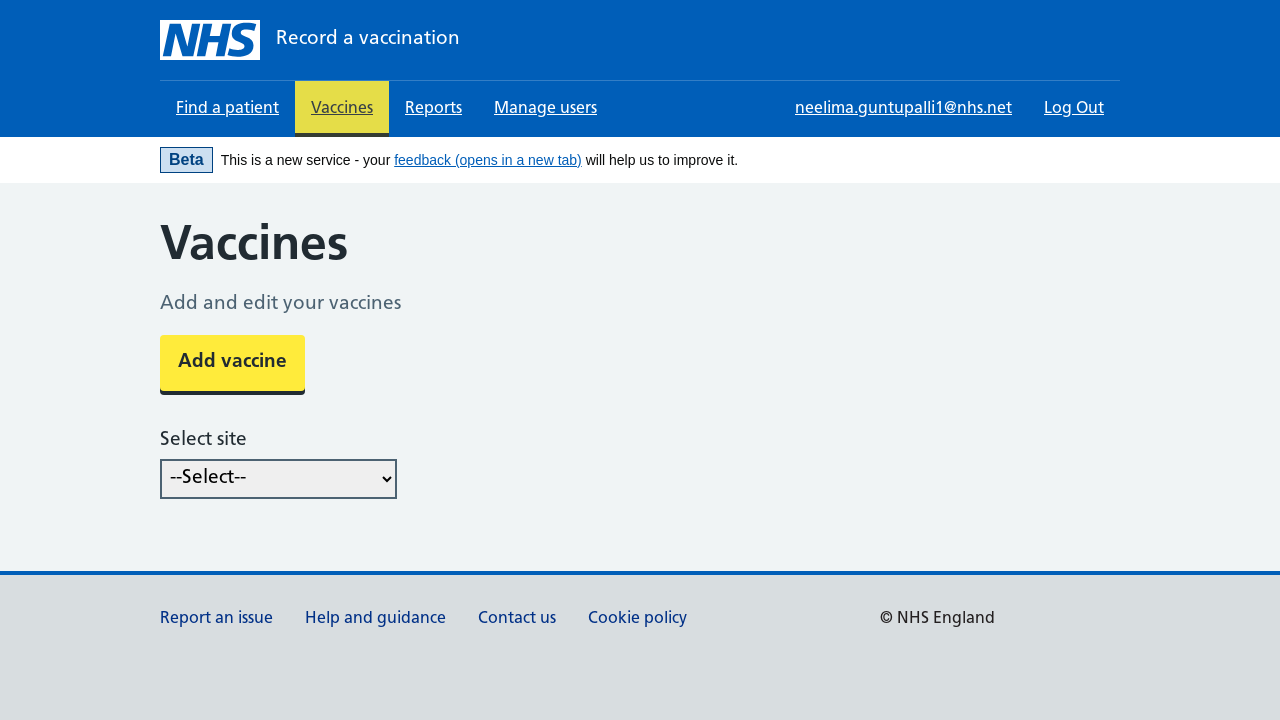 NHS Record a vaccination
Find a patient Vaccines Reports Manage users neelima.guntupalli1@nhs.net Log Out
Beta This is a new service - your feedback (opens in a new tab) will help us to improve it.
Vaccines
Add and edit your vaccines
Add vaccine
Select site
--Select--
Report an issue Help and guidance Contact us Cookie policy © NHS England